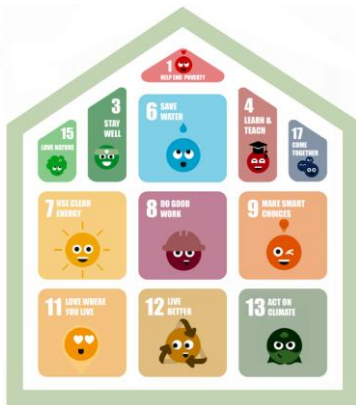 1
HELP END POVERTY
3
STAY
WELL
6 SAVE
WATER
4
LEARN &
TEACH
15
LOVE NATURE
17
COME
TOGETHER
7 USE CLEAN
ENERGY
8 DO GOOD
WORK
9 MAKE SMART
CHOICES
11 LOVE WHERE
YOU LIVE
12 LIVE
BETTER
13 ACT ON
CLIMATE